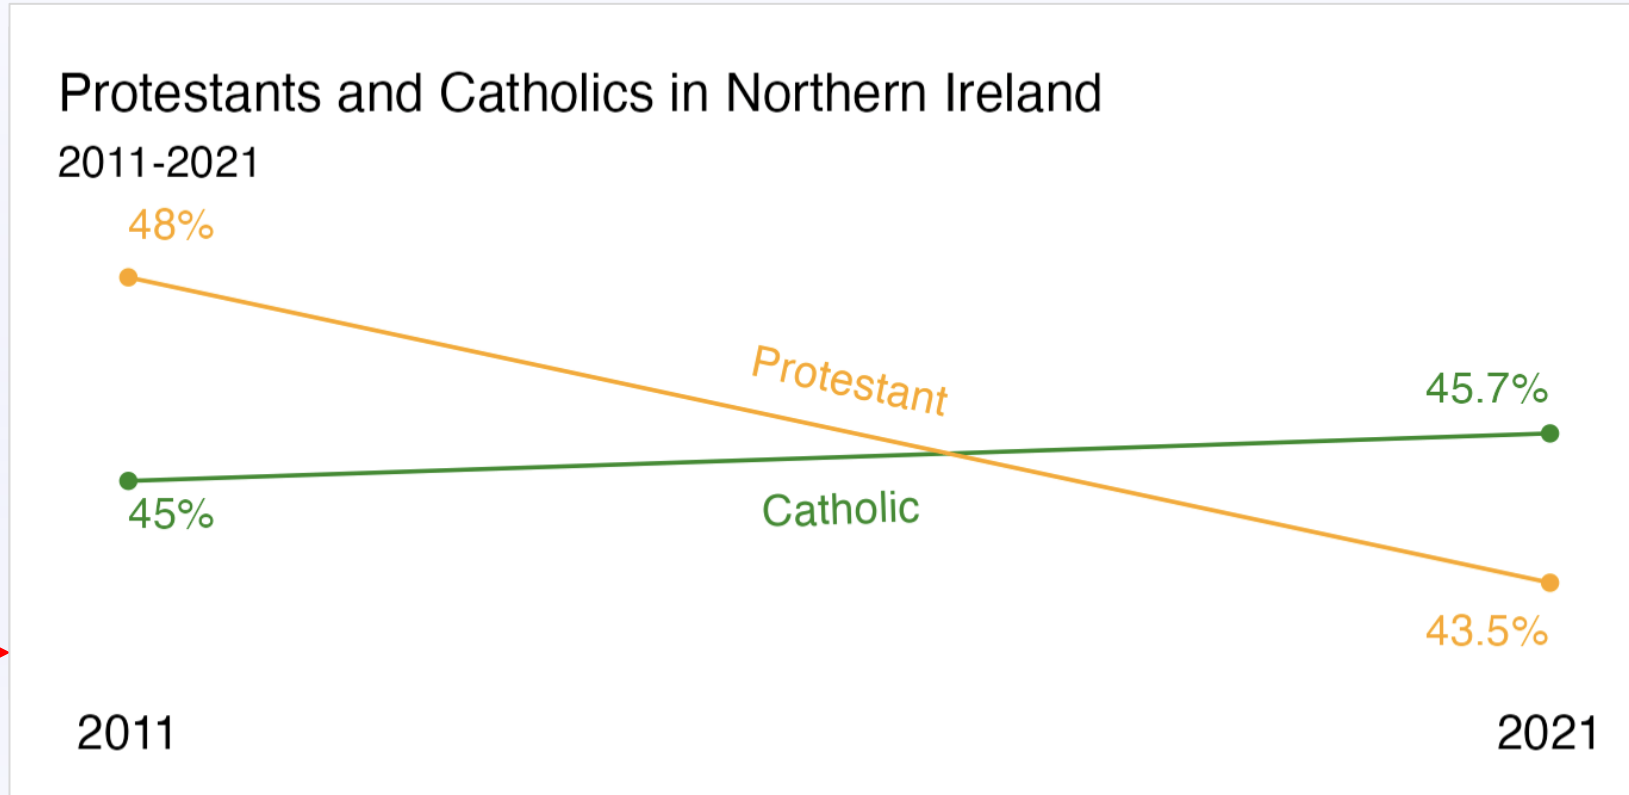 Protestants and Catholics in Northern Ireland
2011-2021
48%
Protestant
45.7%
45%
Catholic
43.5%
2011
2021